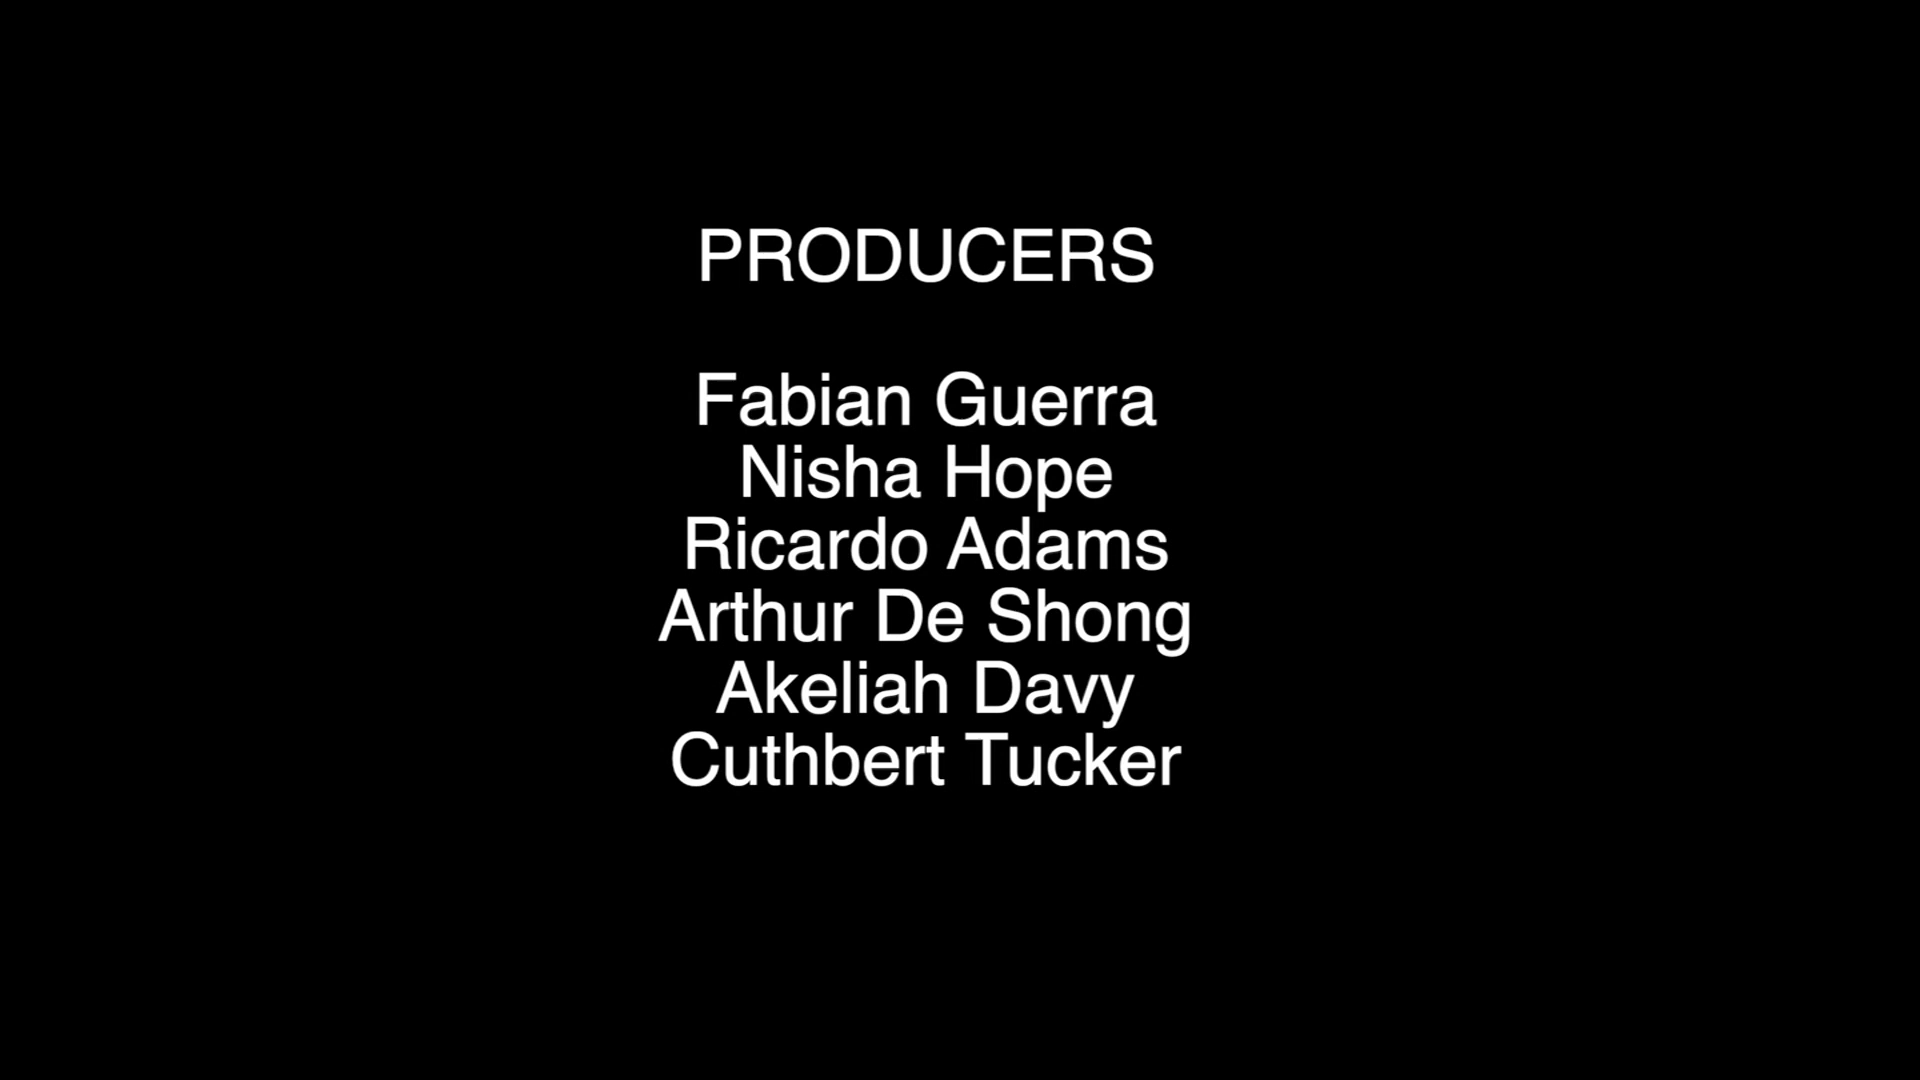 PRODUCERS
Fabian Guerra
Nisha Hope
Ricardo Adams
Arthur De Shong
Akeliah Davy
Cuthbert Tucker